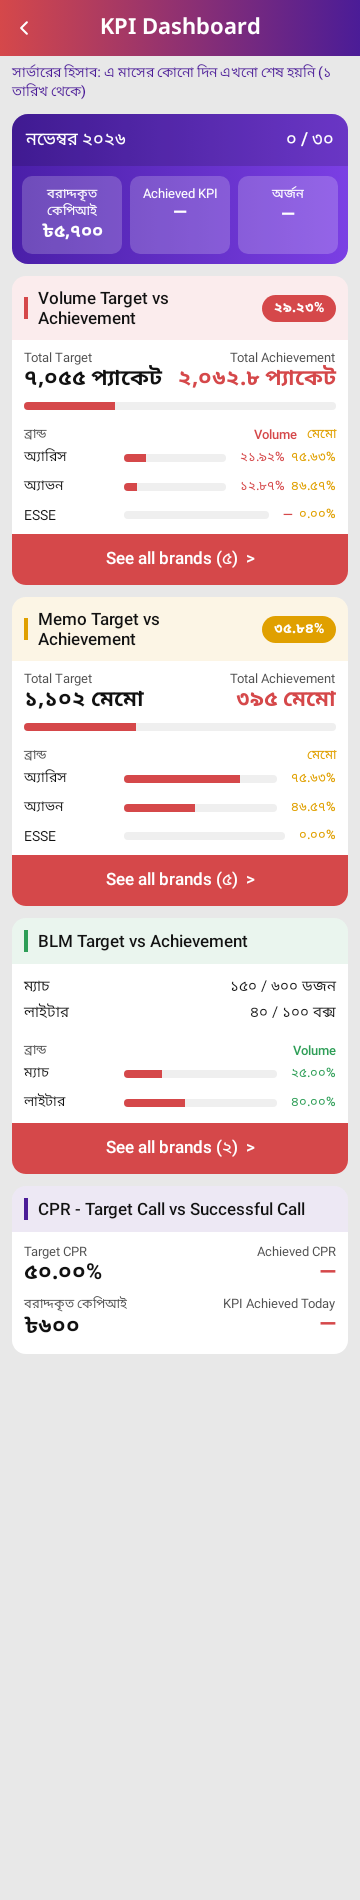 KPI Dashboard
সার্ভারের হিসাব: এ মাসের কোনো দিন এখনো শেষ হয়নি (১
তারিখ থেকে)
নভেম্বর ২০২৬ ০ / ৩০
বরাদ্দকৃত
কেপিআই
৳৫,৭০০
Achieved KPI
—
অর্জন
—
Volume Target vs
Achievement
২৯.২৩%
Total Target Total Achievement
৭,০৫৫ প্যাকেট ২,০৬২.৮ প্যাকেট
ব্রান্ড Volume মেমো
অ্যারিস ২১.৯২% ৭৫.৬৩%
অ্যাভন ১২.৮৭% ৪৬.৫৭%
ESSE — ০.০০%
See all brands (৫) >
Memo Target vs
Achievement
৩৫.৮৪%
Total Target Total Achievement
১,১০২ মেমো ৩৯৫ মেমো
ব্রান্ড মেমো
অ্যারিস ৭৫.৬৩%
অ্যাভন ৪৬.৫৭%
ESSE ০.০০%
See all brands (৫) >
BLM Target vs Achievement
ম্যাচ ১৫০ / ৬০০ ডজন
লাইটার ৪০ / ১০০ বক্স
ব্রান্ড Volume
ম্যাচ ২৫.০০%
লাইটার ৪০.০০%
See all brands (২) >
CPR - Target Call vs Successful Call
Target CPR Achieved CPR
৫০.০০% —
বরাদ্দকৃত কেপিআই KPI Achieved Today
৳৬০০ —